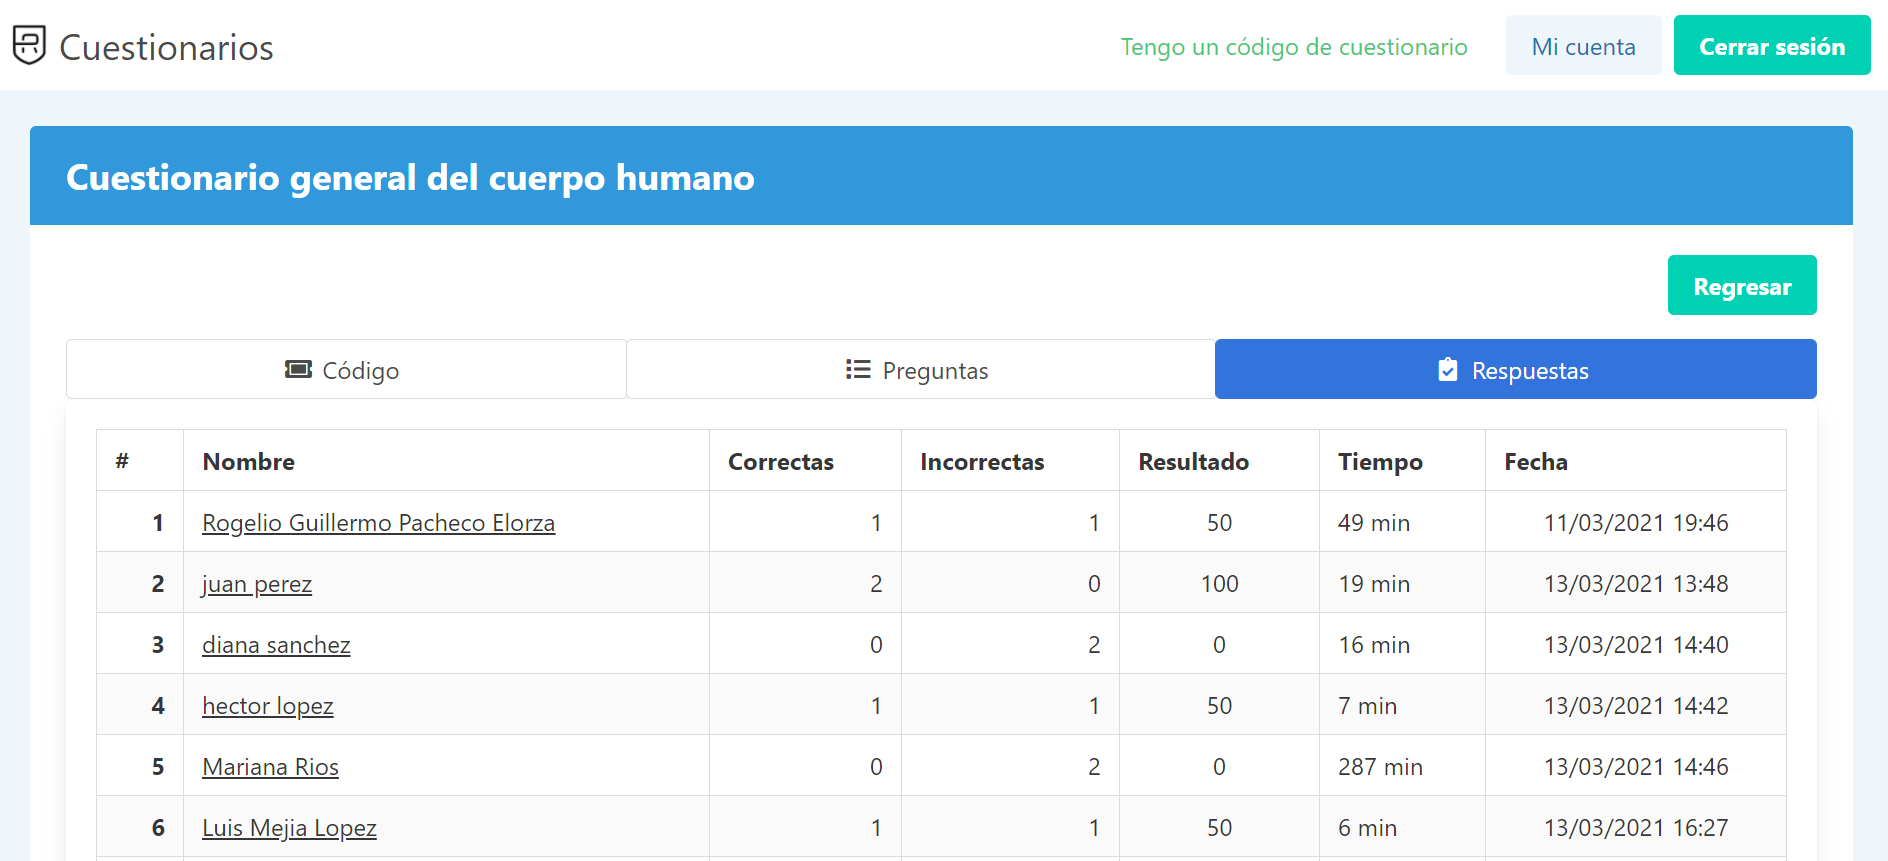 Cuestionarios
Tengo un código de cuestionario
Mi cuenta
Cerrar sesión
Cuestionario general del cuerpo humano
Regresar
Código
Preguntas
Respuestas
# Nombre Correctas Incorrectas Resultado Tiempo Fecha
1 Rogelio Guillermo Pacheco Elorza 1 1 50 49 min 11/03/2021 19:46
2 juan perez 2 0 100 19 min 13/03/2021 13:48
3 diana sanchez 0 2 0 16 min 13/03/2021 14:40
4 hector lopez 1 1 50 7 min 13/03/2021 14:42
5 Mariana Rios 0 2 0 287 min 13/03/2021 14:46
6 Luis Mejia Lopez 1 1 50 6 min 13/03/2021 16:27